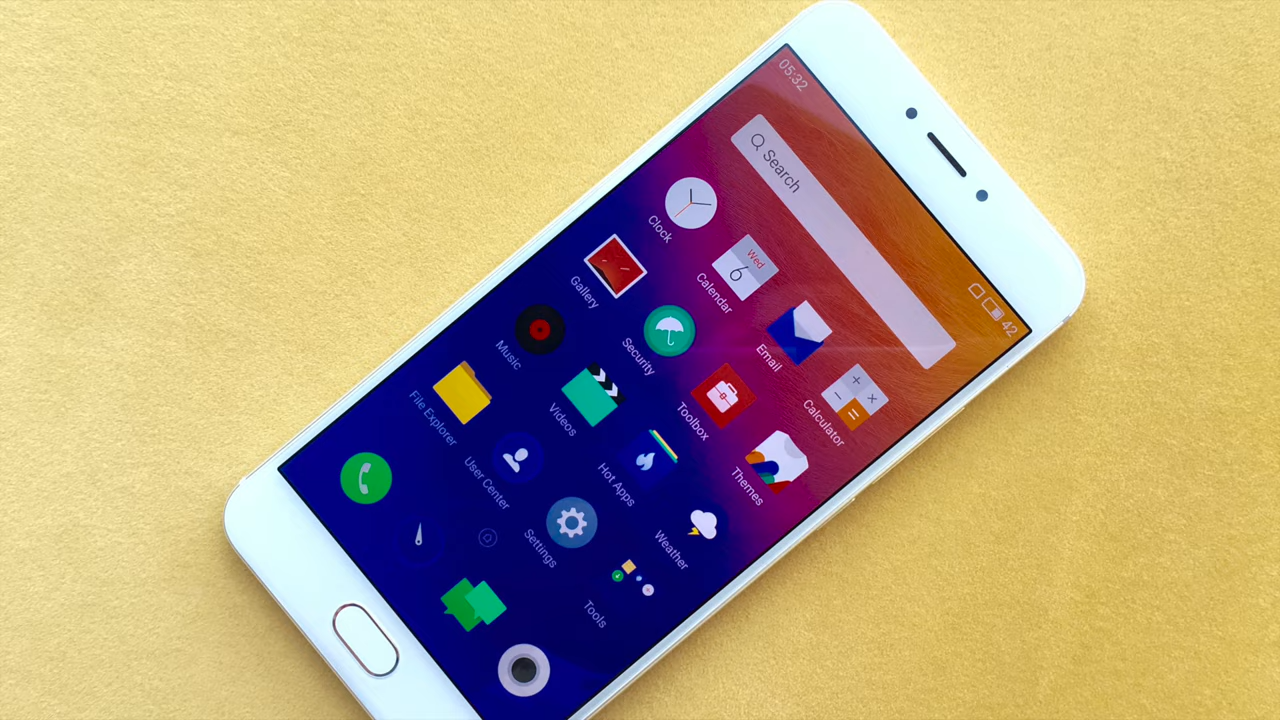 05:32
42
Search
Clock
Wed
6
Calendar
Email
Calculator
Gallery
Security
Toolbox
Themes
Music
Videos
Hot Apps
Weather
File Explorer
User Center
Settings
Tools